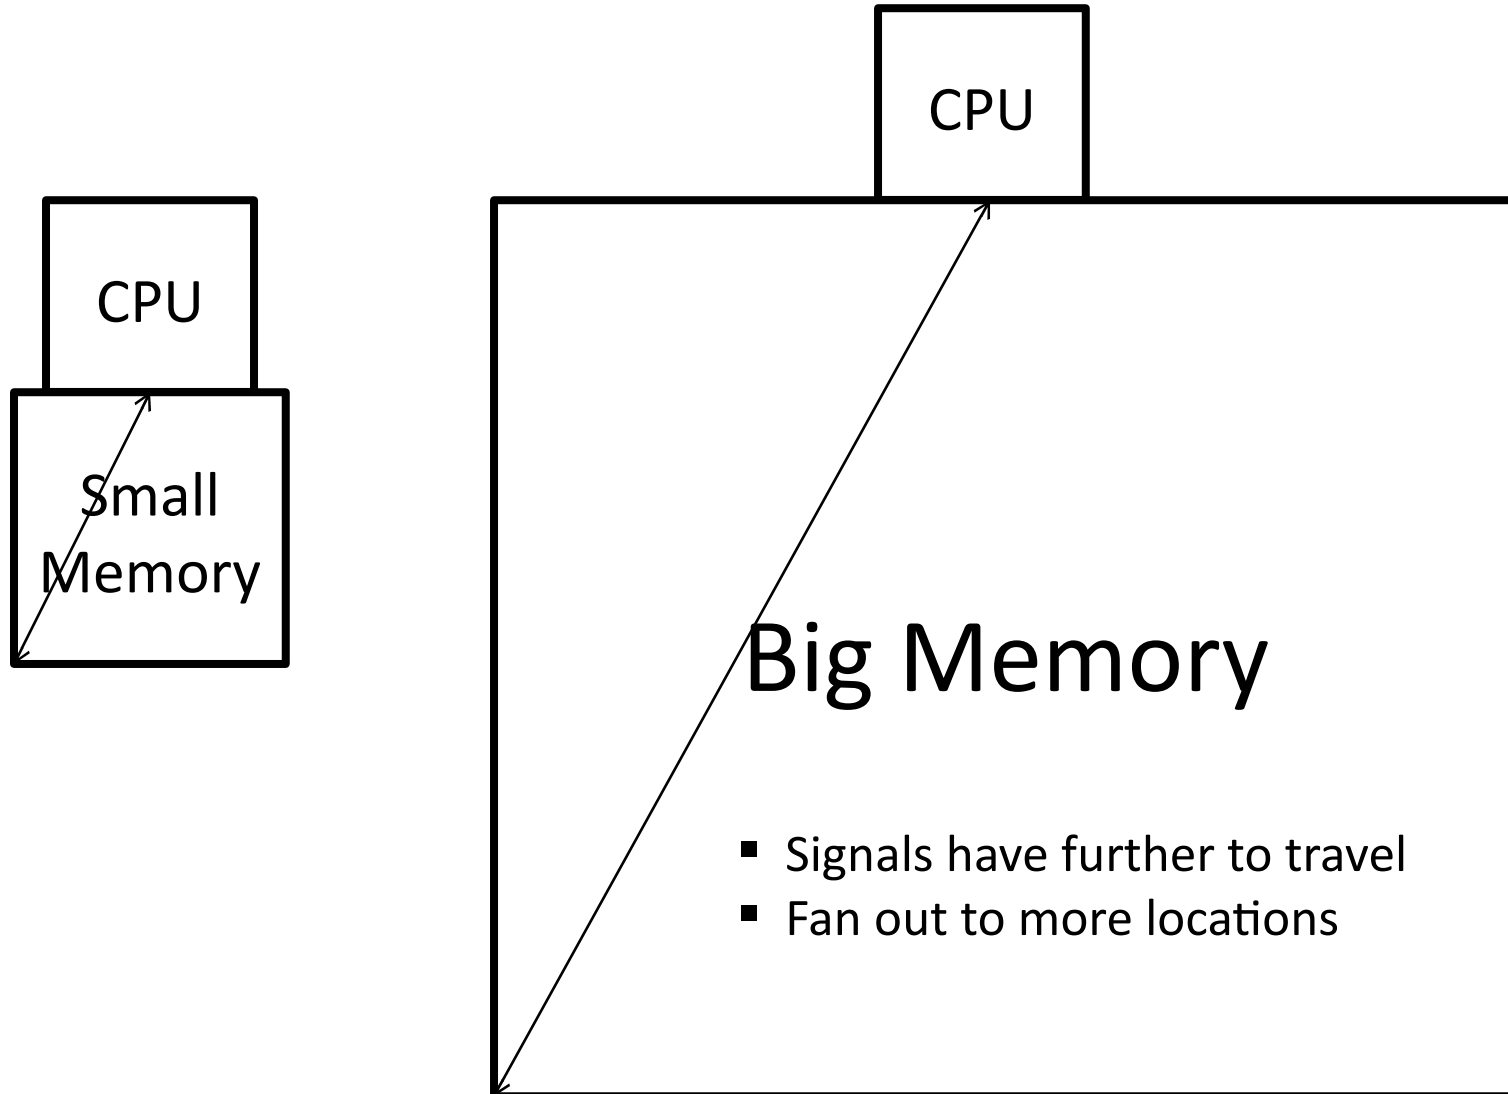 CPU
Small
Memory
CPU
Big Memory
▪ Signals have further to travel
▪ Fan out to more locations